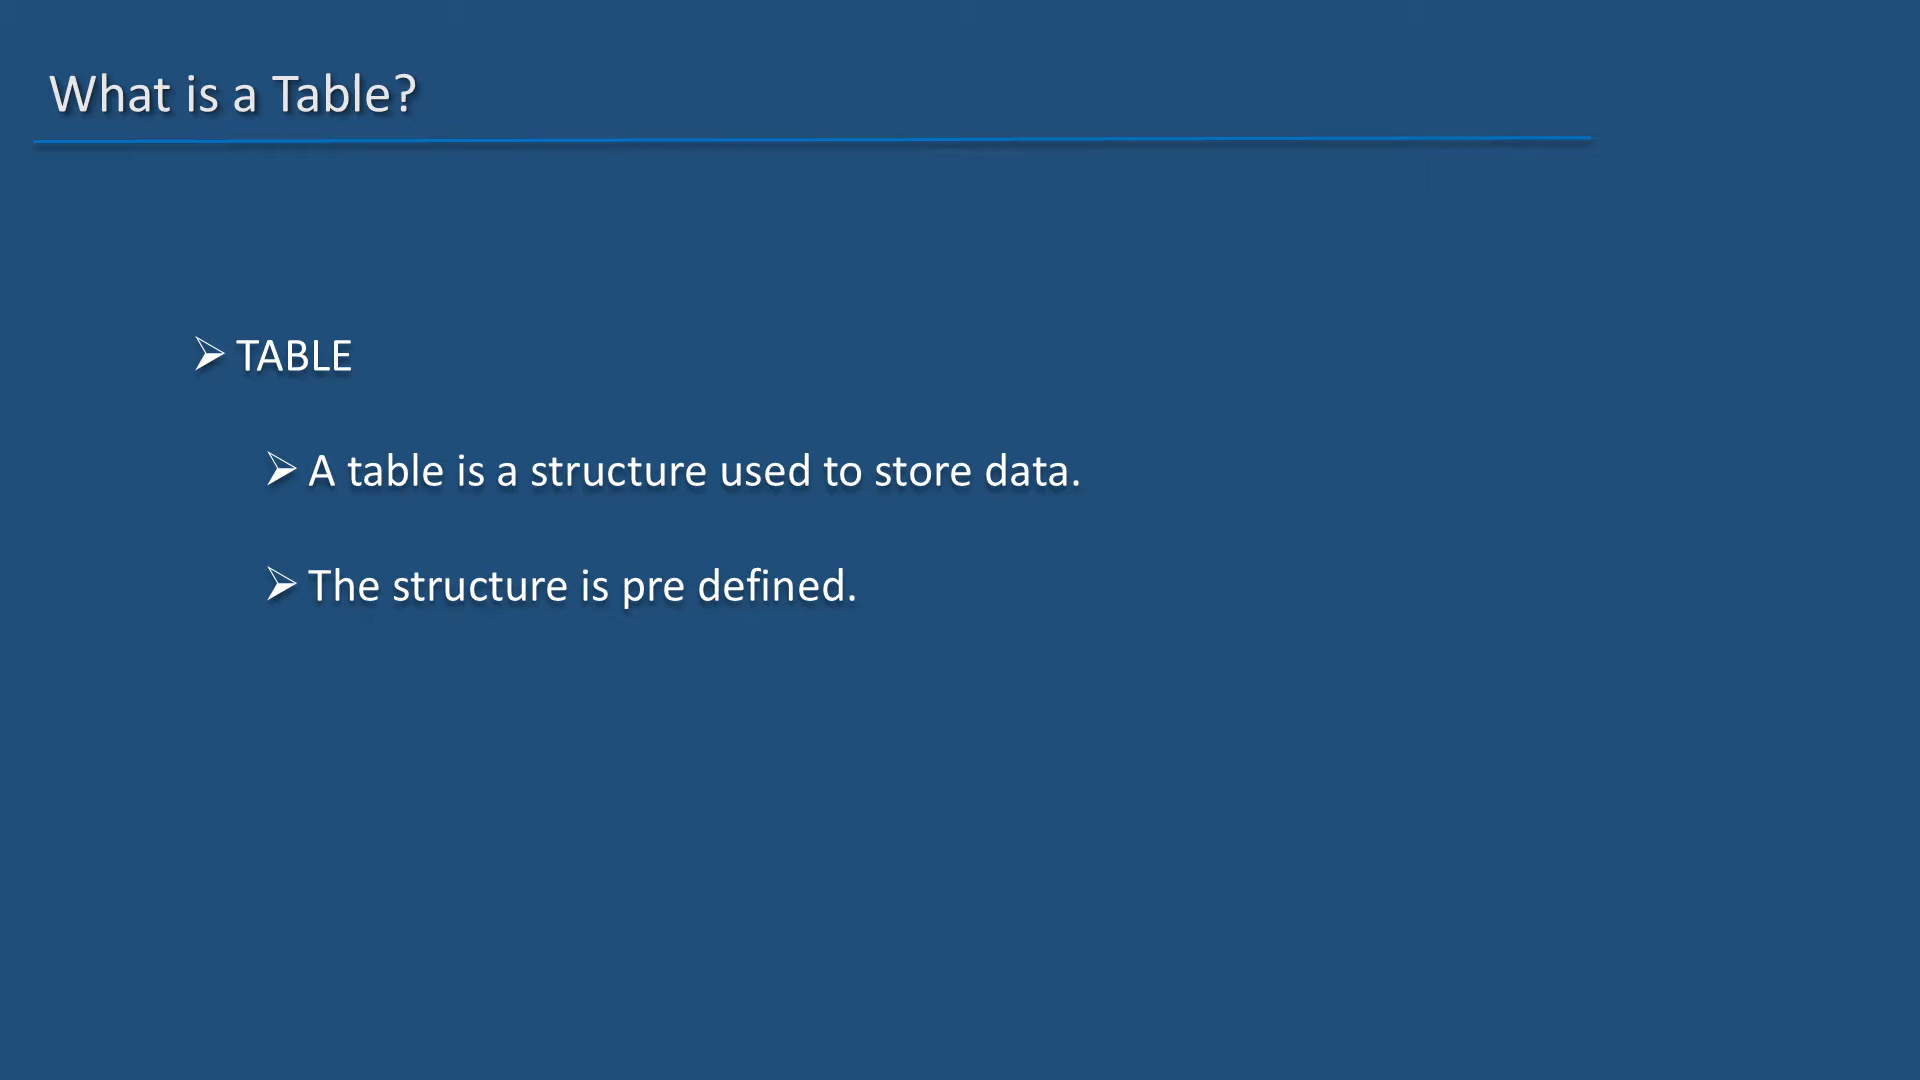 What is a Table?
TABLE
A table is a structure used to store data.
The structure is pre defined.